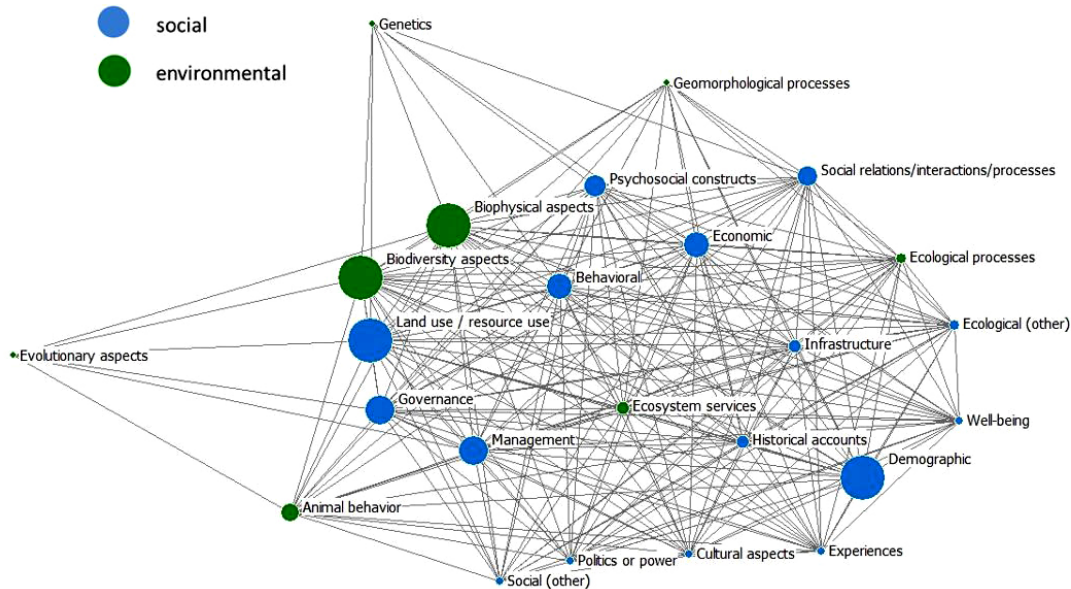 social
environmental
Genetics
Geomorphological processes
Social relations/interactions/processes
Psychosocial constructs
Biophysical aspects
Economic
Biodiversity aspects
Ecological processes
Behavioral
Land use / resource use
Ecological (other)
Infrastructure
Evolutionary aspects
Governance
Ecosystem services
Well-being
Management
Historical accounts
Demographic
Animal behavior
Cultural aspects
Experiences
Politics or power
Social (other)